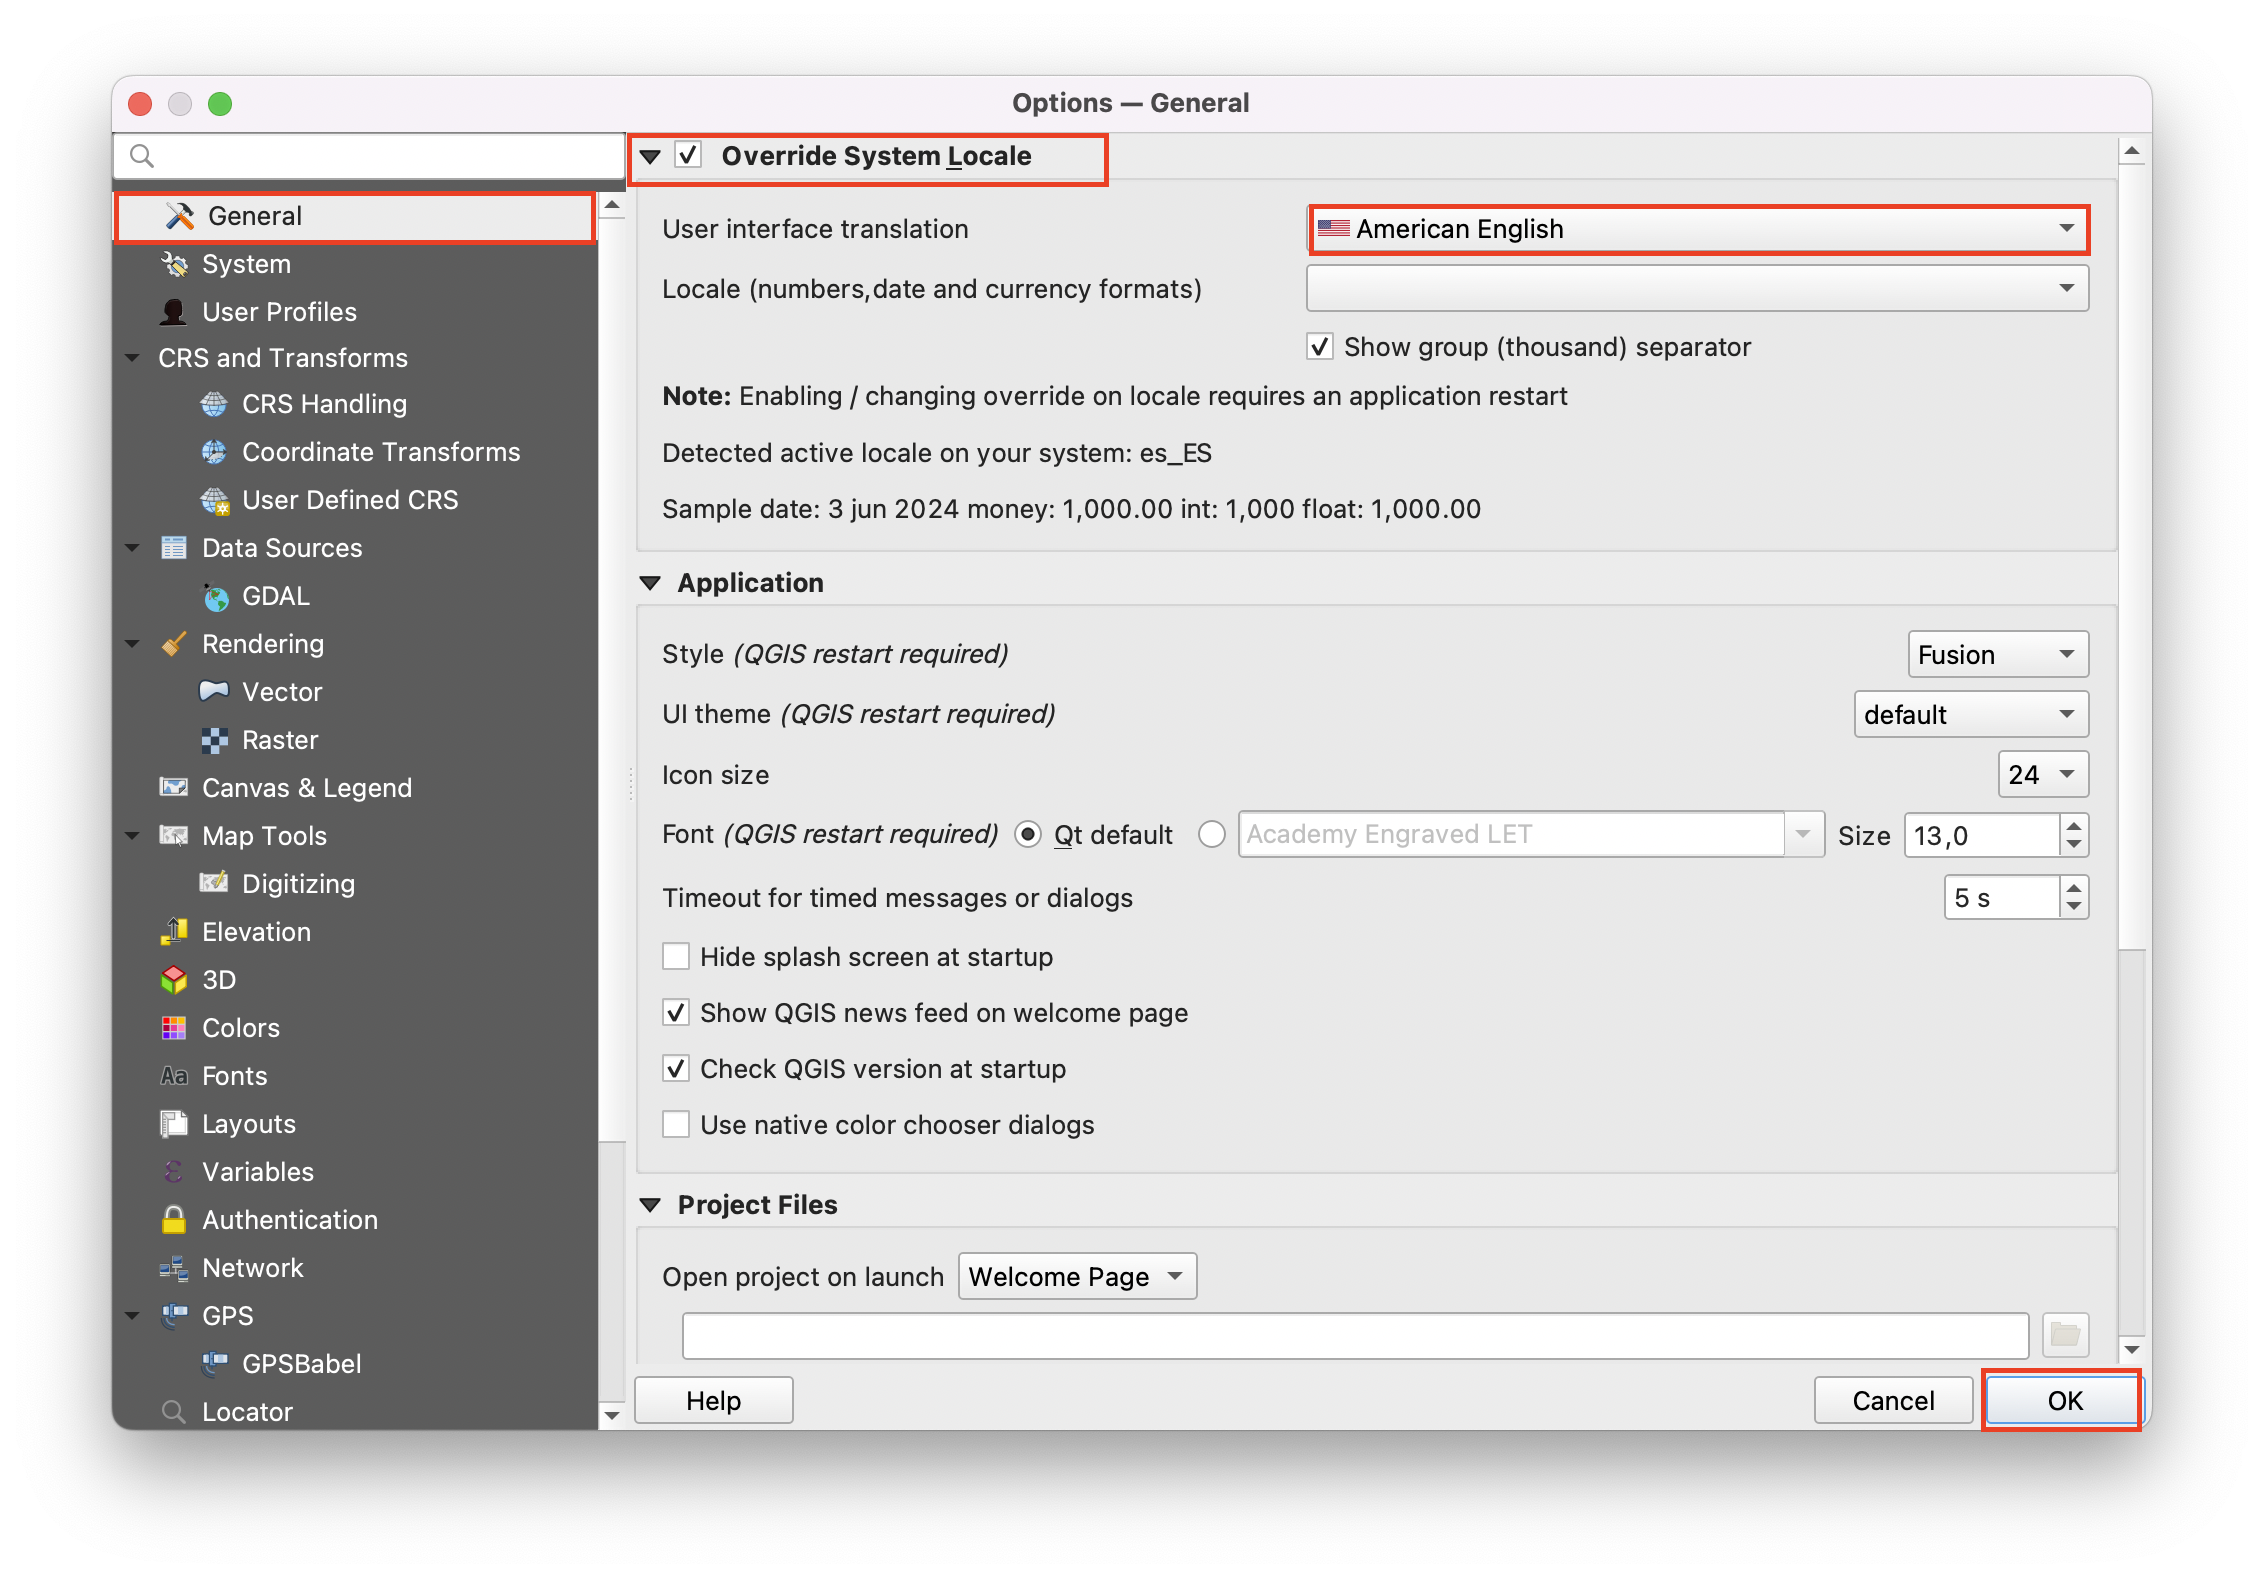 Options — General
General
System
User Profiles
CRS and Transforms
CRS Handling
Coordinate Transforms
User Defined CRS
Data Sources
GDAL
Rendering
Vector
Raster
Canvas & Legend
Map Tools
Digitizing
Elevation
3D
Colors
Aa Fonts
Layouts
ε Variables
Authentication
Network
GPS
GPSBabel
Locator
Override System Locale
User interface translation American English
Locale (numbers,date and currency formats)
Show group (thousand) separator
Note: Enabling / changing override on locale requires an application restart
Detected active locale on your system: es_ES
Sample date: 3 jun 2024 money: 1,000.00 int: 1,000 float: 1,000.00
Application
Style (QGIS restart required) Fusion
UI theme (QGIS restart required) default
Icon size 24
Font (QGIS restart required) Qt default Academy Engraved LET Size 13,0
Timeout for timed messages or dialogs 5 s
Hide splash screen at startup
Show QGIS news feed on welcome page
Check QGIS version at startup
Use native color chooser dialogs
Project Files
Open project on launch Welcome Page
Help Cancel OK